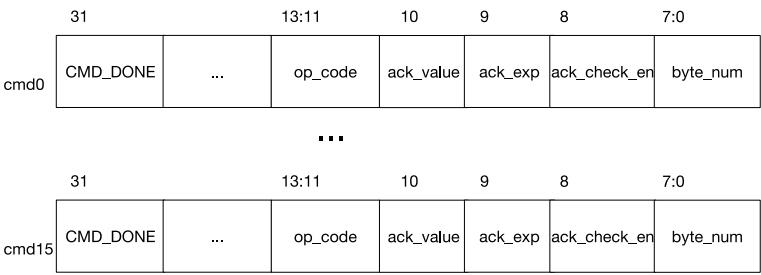 31 13:11 10 9 8 7:0
cmd0 CMD_DONE ... op_code ack_value ack_exp ack_check_en byte_num
...
31 13:11 10 9 8 7:0
cmd15 CMD_DONE ... op_code ack_value ack_exp ack_check_en byte_num